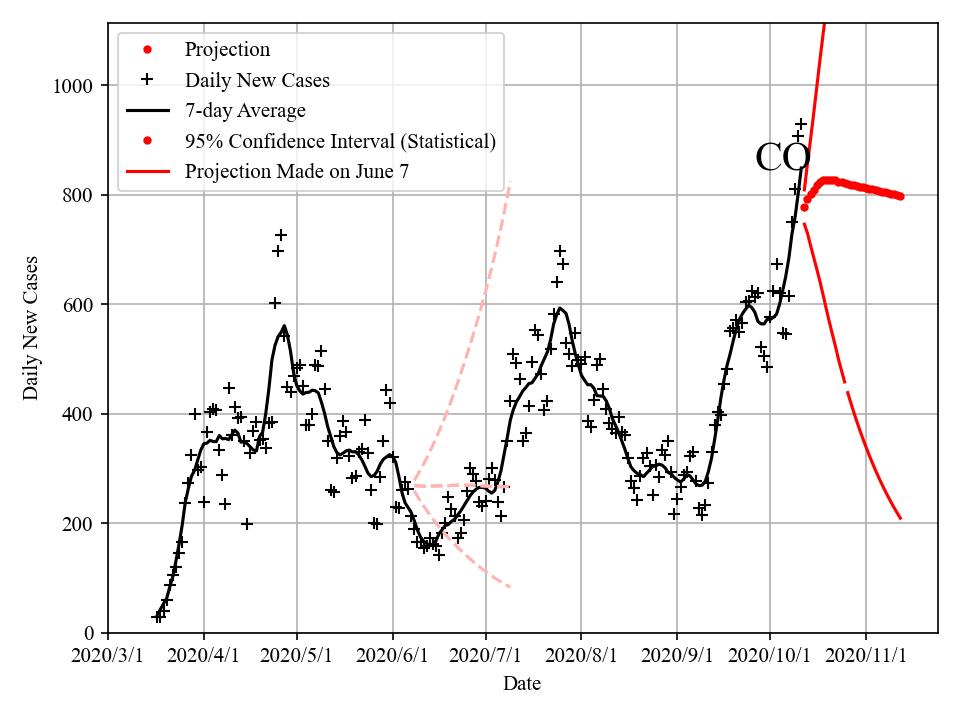 Projection
Daily New Cases
7-day Average
95% Confidence Interval (Statistical)
Projection Made on June 7
CO
Daily New Cases
1000
800
600
400
200
0
2020/3/1 2020/4/1 2020/5/1 2020/6/1 2020/7/1 2020/8/1 2020/9/1 2020/10/1 2020/11/1
Date